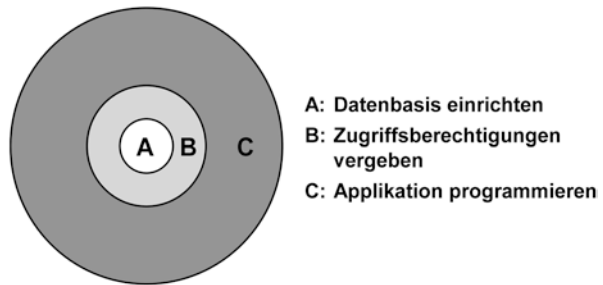 A B C
A: Datenbasis einrichten
B: Zugriffsberechtigungen
vergeben
C: Applikation programmieren